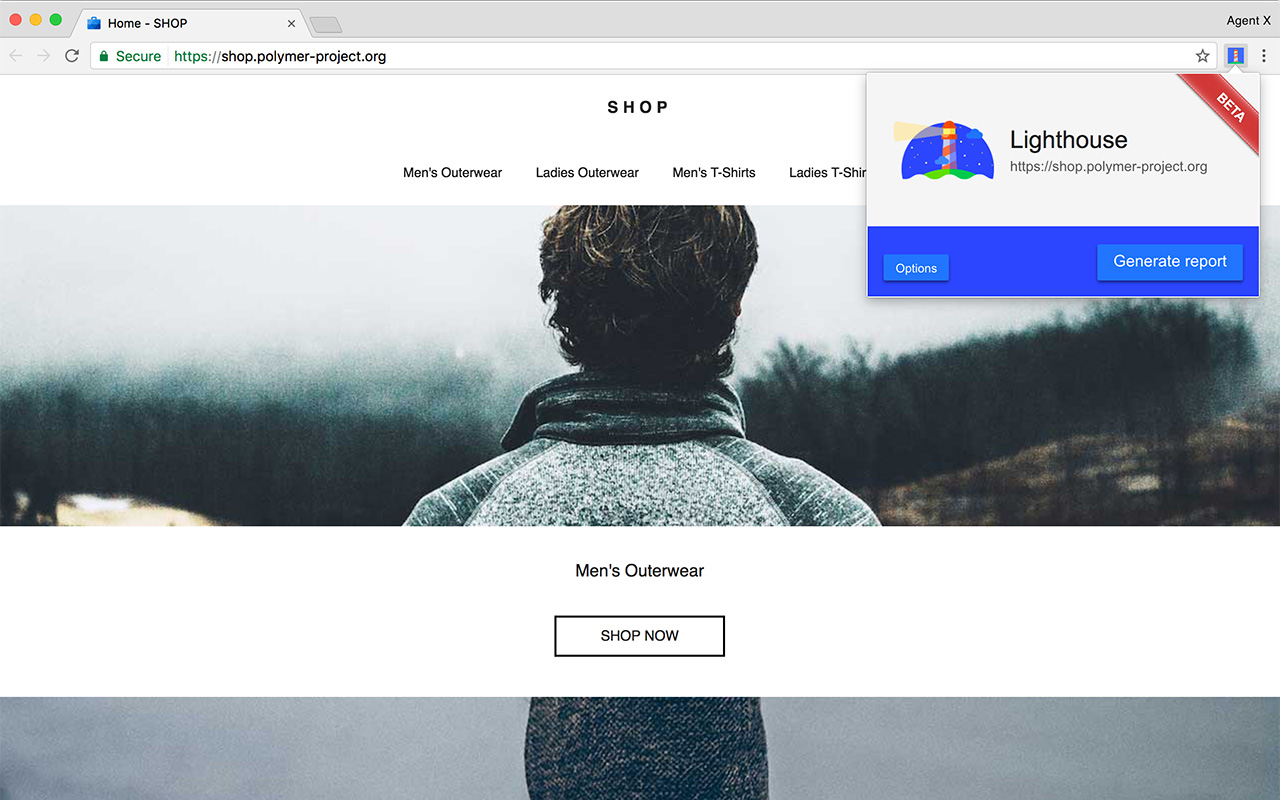 Home - SHOP
Agent X
Secure https://shop.polymer-project.org
SHOP
Men's Outerwear Ladies Outerwear Men's T-Shirts Ladies T-Shir
BETA
Lighthouse
https://shop.polymer-project.org
Options
Generate report
Men's Outerwear
SHOP NOW